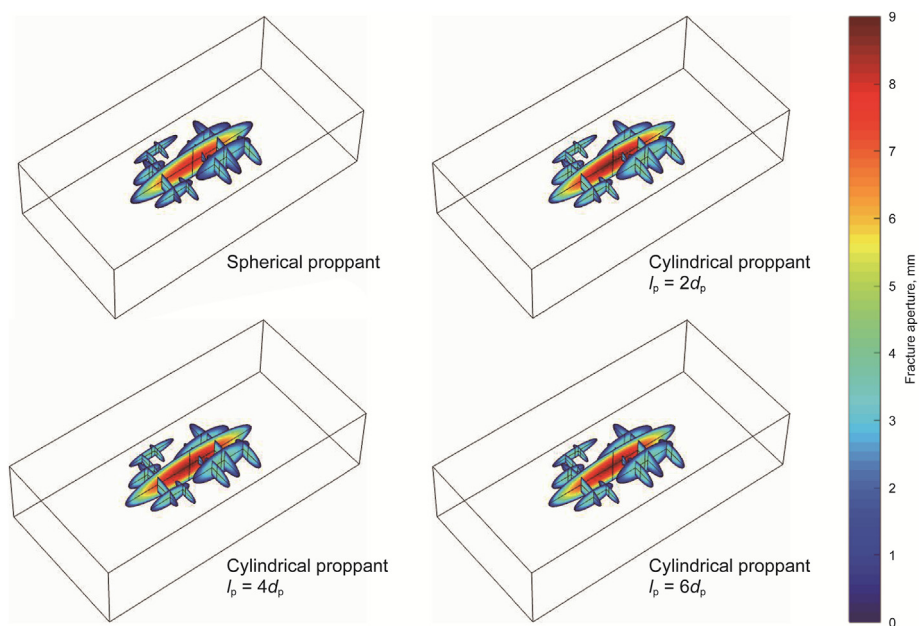 Spherical proppant
Cylindrical proppant
lp = 2dp
Cylindrical proppant
lp = 4dp
Cylindrical proppant
lp = 6dp
9
8
7
6
5
4
3
2
1
0
Fracture aperture, mm